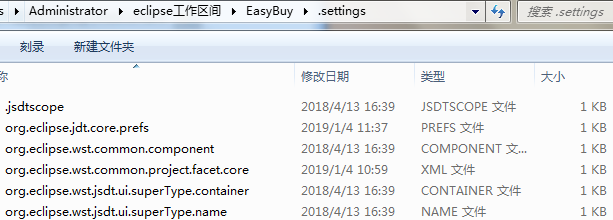 s ▸ Administrator ▸ eclipse工作区间 ▸ EasyBuy ▸ .settings 搜索 .settings
刻录 新建文件夹
修改日期 类型 大小
.jsdtscope 2018/4/13 16:39 JSDTSCOPE 文件 1 KB
org.eclipse.jdt.core.prefs 2019/1/4 11:37 PREFS 文件 1 KB
org.eclipse.wst.common.component 2018/4/13 16:39 COMPONENT 文... 1 KB
org.eclipse.wst.common.project.facet.core 2019/1/4 10:59 XML 文件 1 KB
org.eclipse.wst.jsdt.ui.superType.container 2018/4/13 16:39 CONTAINER 文件 1 KB
org.eclipse.wst.jsdt.ui.superType.name 2018/4/13 16:39 NAME 文件 1 KB